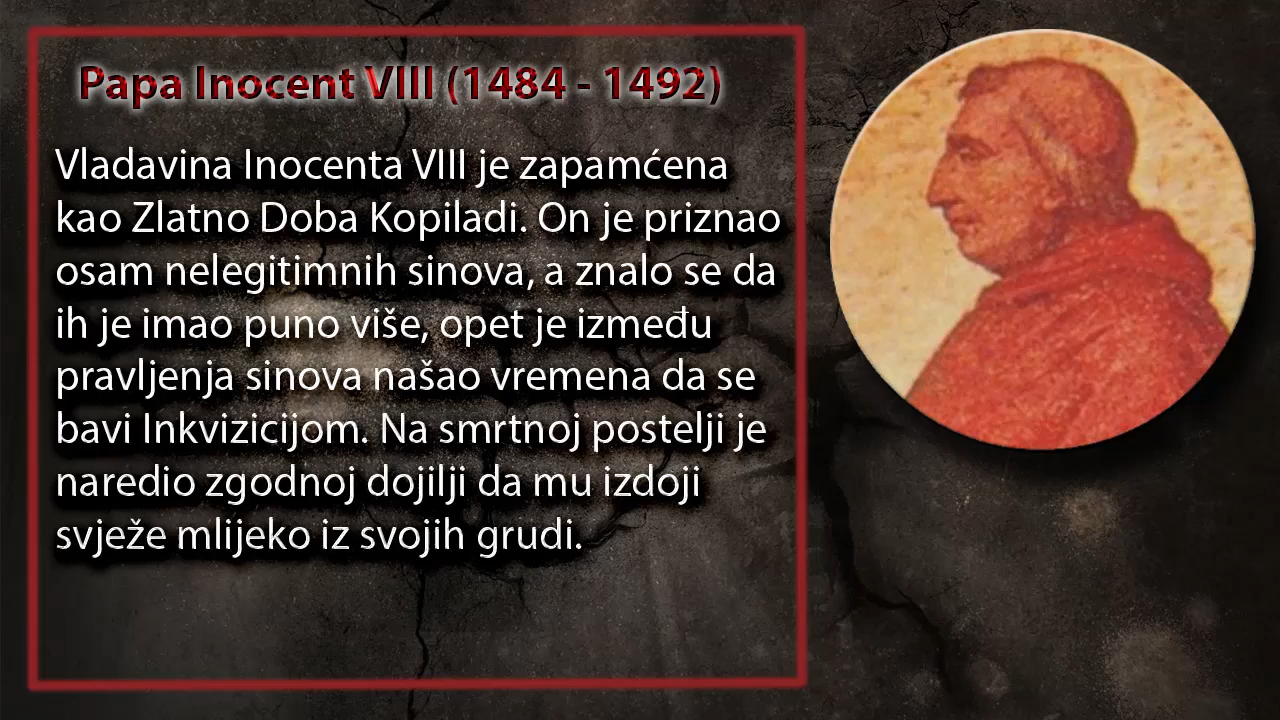 Papa Inocent VIII (1484 - 1492)
Vladavina Inocenta VIII je zapamćena
kao Zlatno Doba Kopiladi. On je priznao
osam nelegitimnih sinova, a znalo se da
ih je imao puno više, opet je između
pravljenja sinova našao vremena da se
bavi Inkvizicijom. Na smrtnoj postelji je
naredio zgodnoj dojilji da mu izdoji
svježe mlijeko iz svojih grudi.